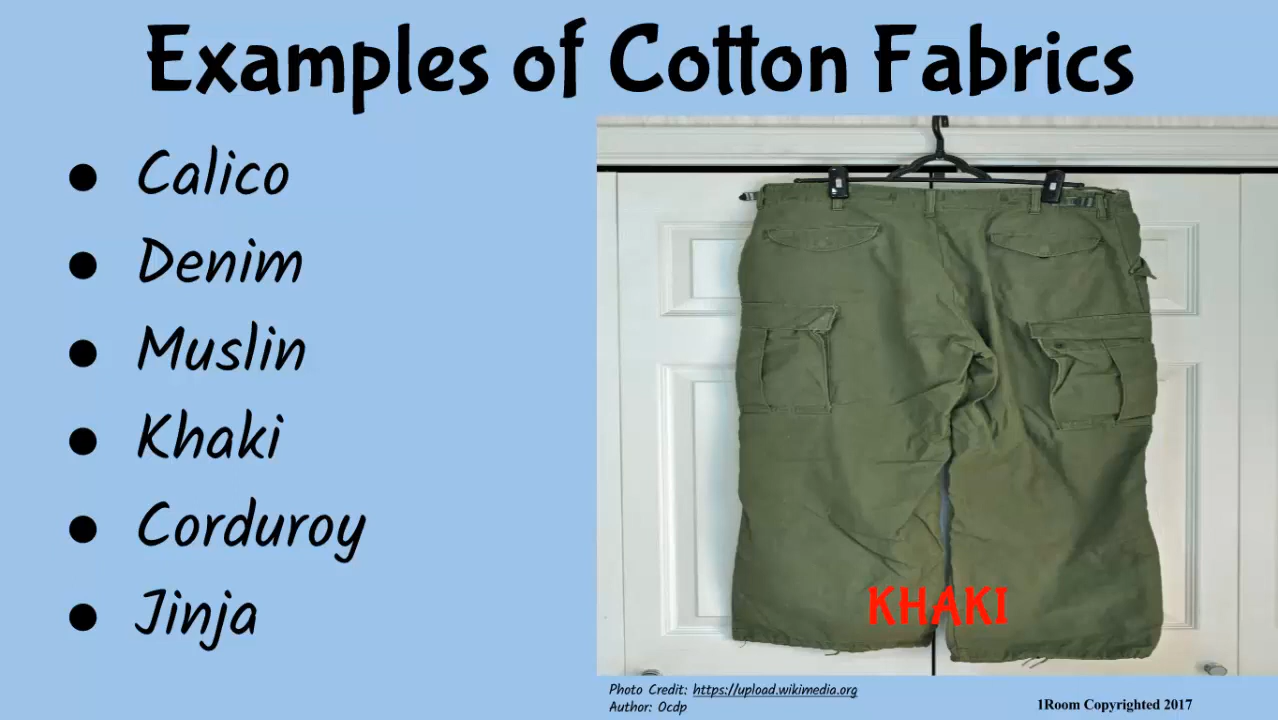 Examples of Cotton Fabrics
● Calico
● Denim
● Muslin
● Khaki
● Corduroy
● Jinja
KHAKI
Photo Credit: https://upload.wikimedia.org
Author: Ocdp
1Room Copyrighted 2017